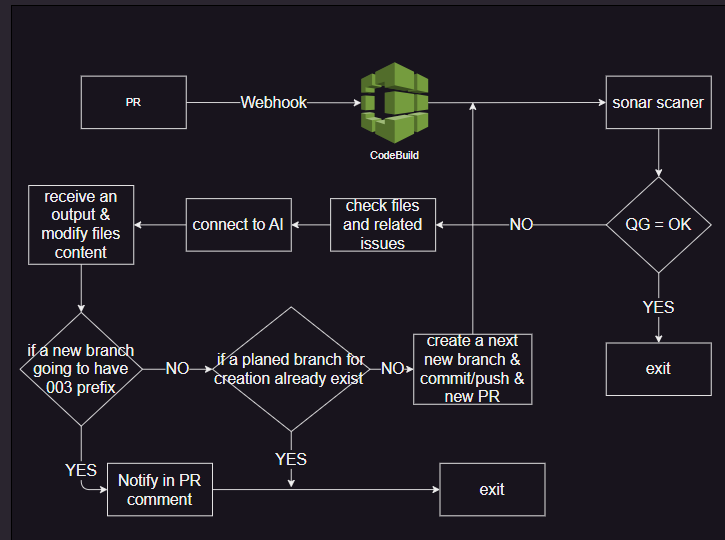 PR
Webhook
CodeBuild
sonar scaner
receive an
output &
modify files
content
connect to AI
check files
and related
issues
NO
QG = OK
YES
exit
if a new branch
going to have
003 prefix
NO
if a planed branch for
creation already exist
NO
create a next
new branch &
commit/push &
new PR
YES
Notify in PR
comment
YES
exit